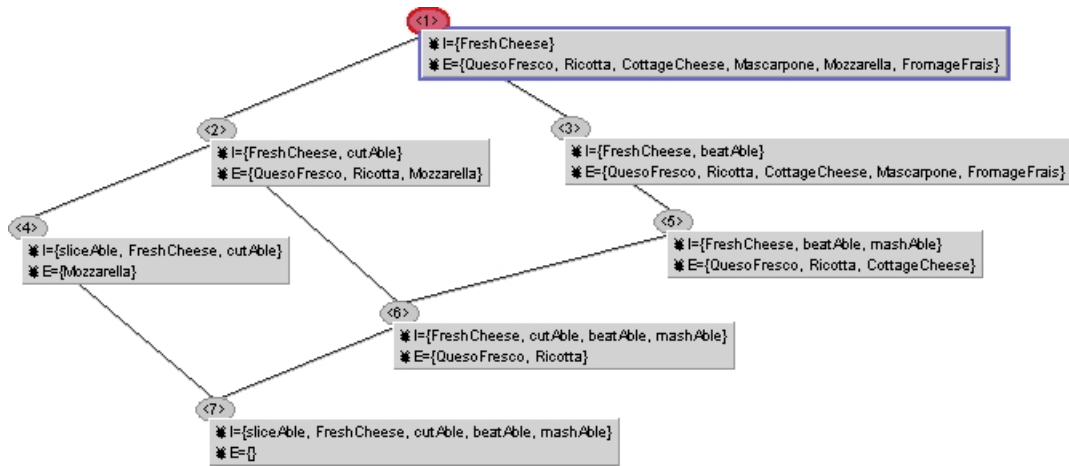 <1>
I={FreshCheese}
E={QuesoFresco, Ricotta, CottageCheese, Mascarpone, Mozzarella, FromageFrais}
<2>
I={FreshCheese, cutAble}
E={QuesoFresco, Ricotta, Mozzarella}
<3>
I={FreshCheese, beatAble}
E={QuesoFresco, Ricotta, CottageCheese, Mascarpone, FromageFrais}
<4>
I={sliceAble, FreshCheese, cutAble}
E={Mozzarella}
<5>
I={FreshCheese, beatAble, mashAble}
E={QuesoFresco, Ricotta, CottageCheese}
<6>
I={FreshCheese, cutAble, beatAble, mashAble}
E={QuesoFresco, Ricotta}
<7>
I={sliceAble, FreshCheese, cutAble, beatAble, mashAble}
E={}